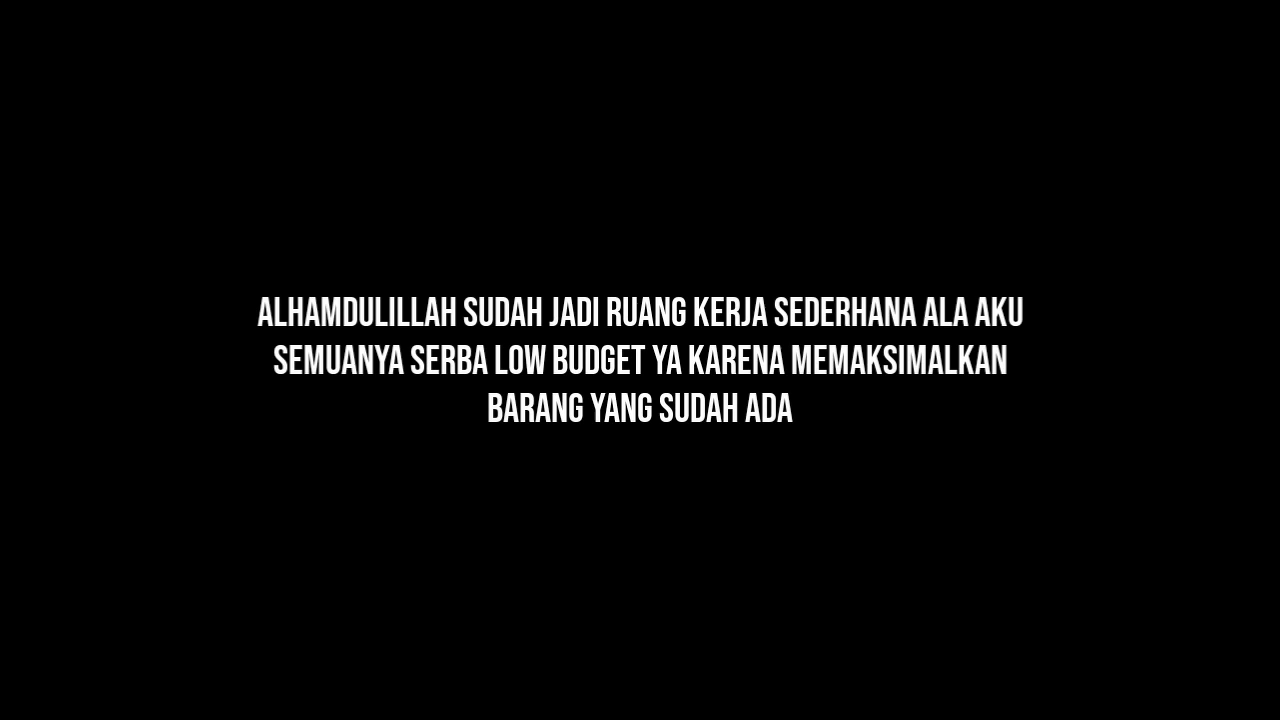 ALHAMDULILLAH SUDAH JADI RUANG KERJA SEDERHANA ALA AKU
SEMUANYA SERBA LOW BUDGET YA KARENA MEMAKSIMALKAN
BARANG YANG SUDAH ADA